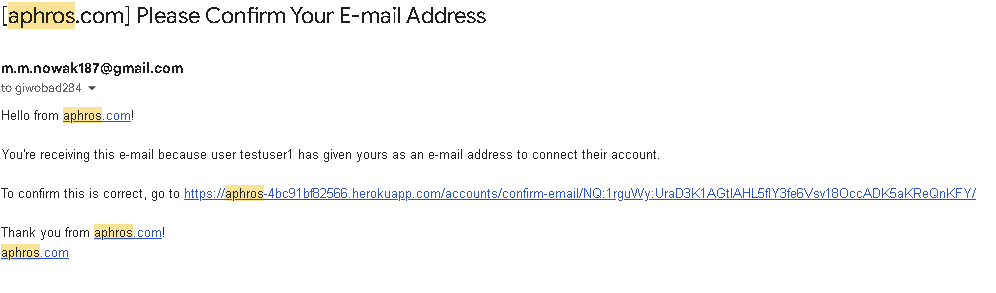 [aphros.com] Please Confirm Your E-mail Address
m.m.nowak187@gmail.com
to giwobad284
Hello from aphros.com!
You're receiving this e-mail because user testuser1 has given yours as an e-mail address to connect their account.
To confirm this is correct, go to https://aphros-4bc91bf82566.herokuapp.com/accounts/confirm-email/NQ:1rguWy:UraD3K1AGtIAHL5flY3fe6Vsv18OccADK5aKReQnKFY/
Thank you from aphros.com!
aphros.com